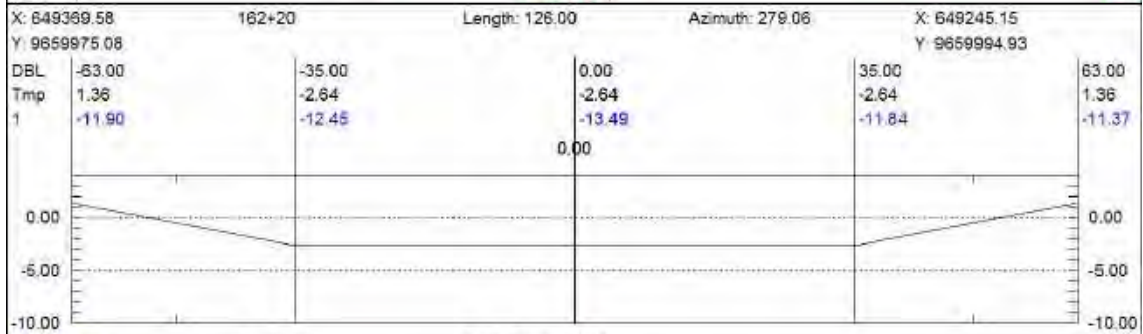 X: 649369.58 162+20 Length: 126.00 Azimuth: 279.06 X: 649245.15
Y: 9659975.08 Y: 9659994.93
DBL -63.00 -35.00 0.00 35.00 63.00
Tmp 1.36 -2.64 -2.64 -2.64 1.36
1 -11.90 -12.45 -13.49 -11.84 -11.37
0.00
0.00 0.00
-5.00 -5.00
-10.00 -10.00